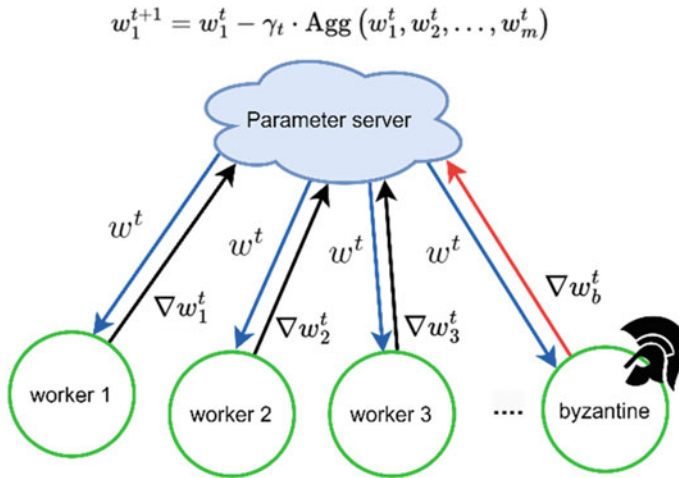 w_1^{t+1} = w_1^t − γ_t · Agg (w_1^t, w_2^t, . . . , w_m^t)
Parameter server
w^t
w^t
w^t
w^t
∇w_1^t
∇w_2^t
∇w_3^t
∇w_b^t
worker 1
worker 2
worker 3
....
byzantine